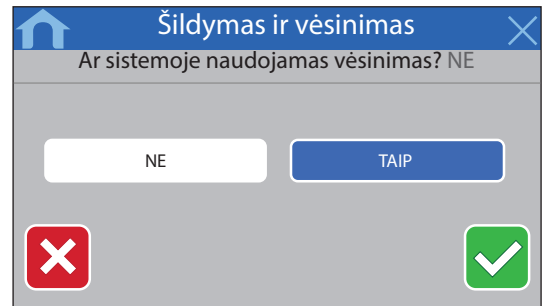 Šildymas ir vėsinimas
Ar sistemoje naudojamas vėsinimas? NE
NE
TAIP